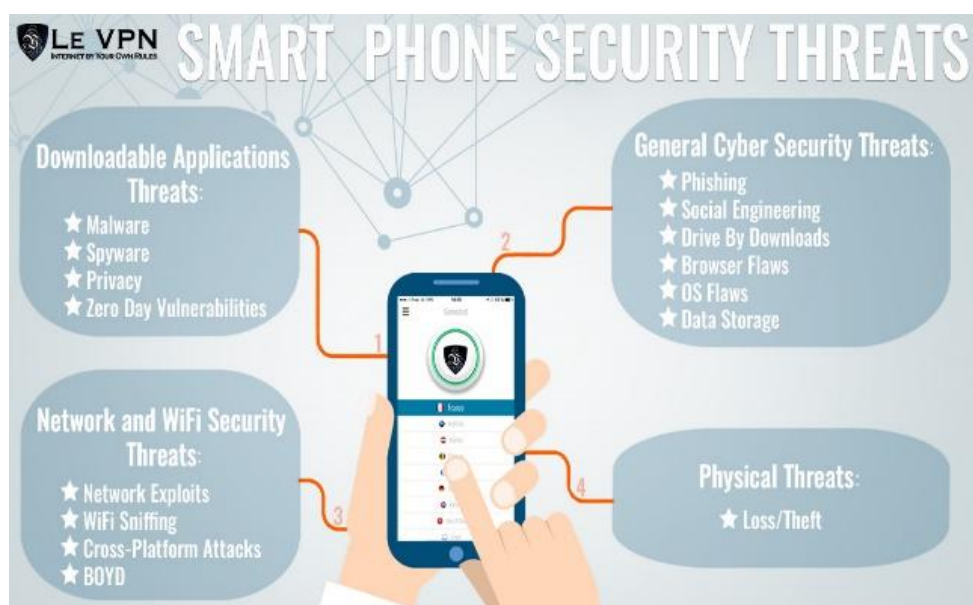 LE VPN
INTERNET BY YOUR OWN RULES
SMART PHONE SECURITY THREATS
Downloadable Applications
Threats:
Malware
Spyware
Privacy
Zero Day Vulnerabilities
1
General Cyber Security Threats:
Phishing
Social Engineering
Drive By Downloads
Browser Flaws
OS Flaws
Data Storage
2
Network and WiFi Security
Threats:
Network Exploits
WiFi Sniffing
Cross-Platform Attacks
BOYD
3
Physical Threats:
Loss/Theft
4